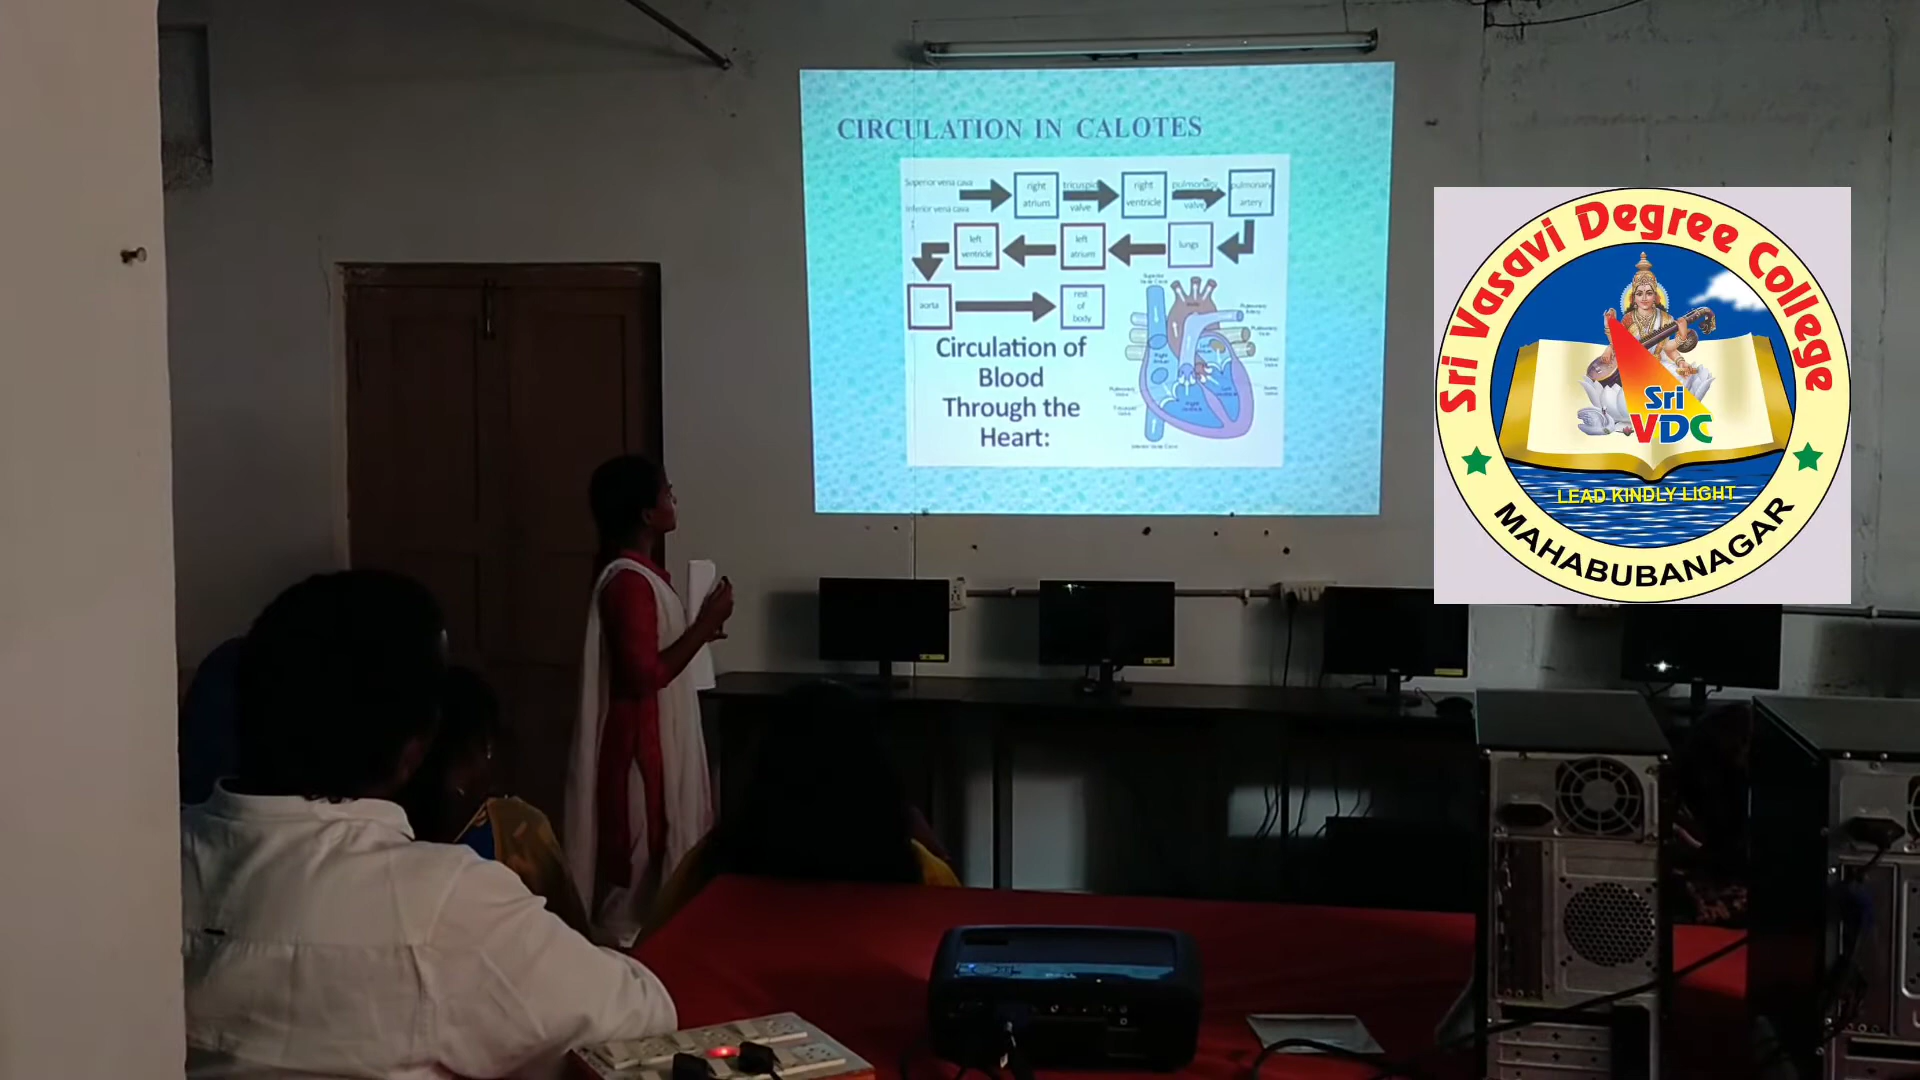 CIRCULATION IN CALOTES
Superior vena cava
Inferior vena cava
right
atrium
tricuspid
valve
right
ventricle
pulmonary
valve
pulmonary
artery
left
ventricle
left
atrium
lungs
aorta
rest
of
body
Circulation of
Blood
Through the
Heart:
Sri Vasavi Degree College
Sri
VDC
LEAD KINDLY LIGHT
MAHABUBANAGAR